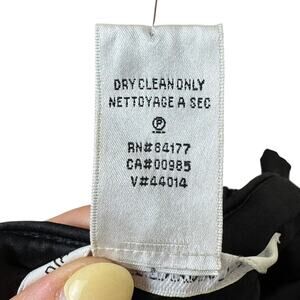 DRY CLEAN ONLY
NETTOYAGE A SEC
P
RN#84177
CA#00985
V#44014